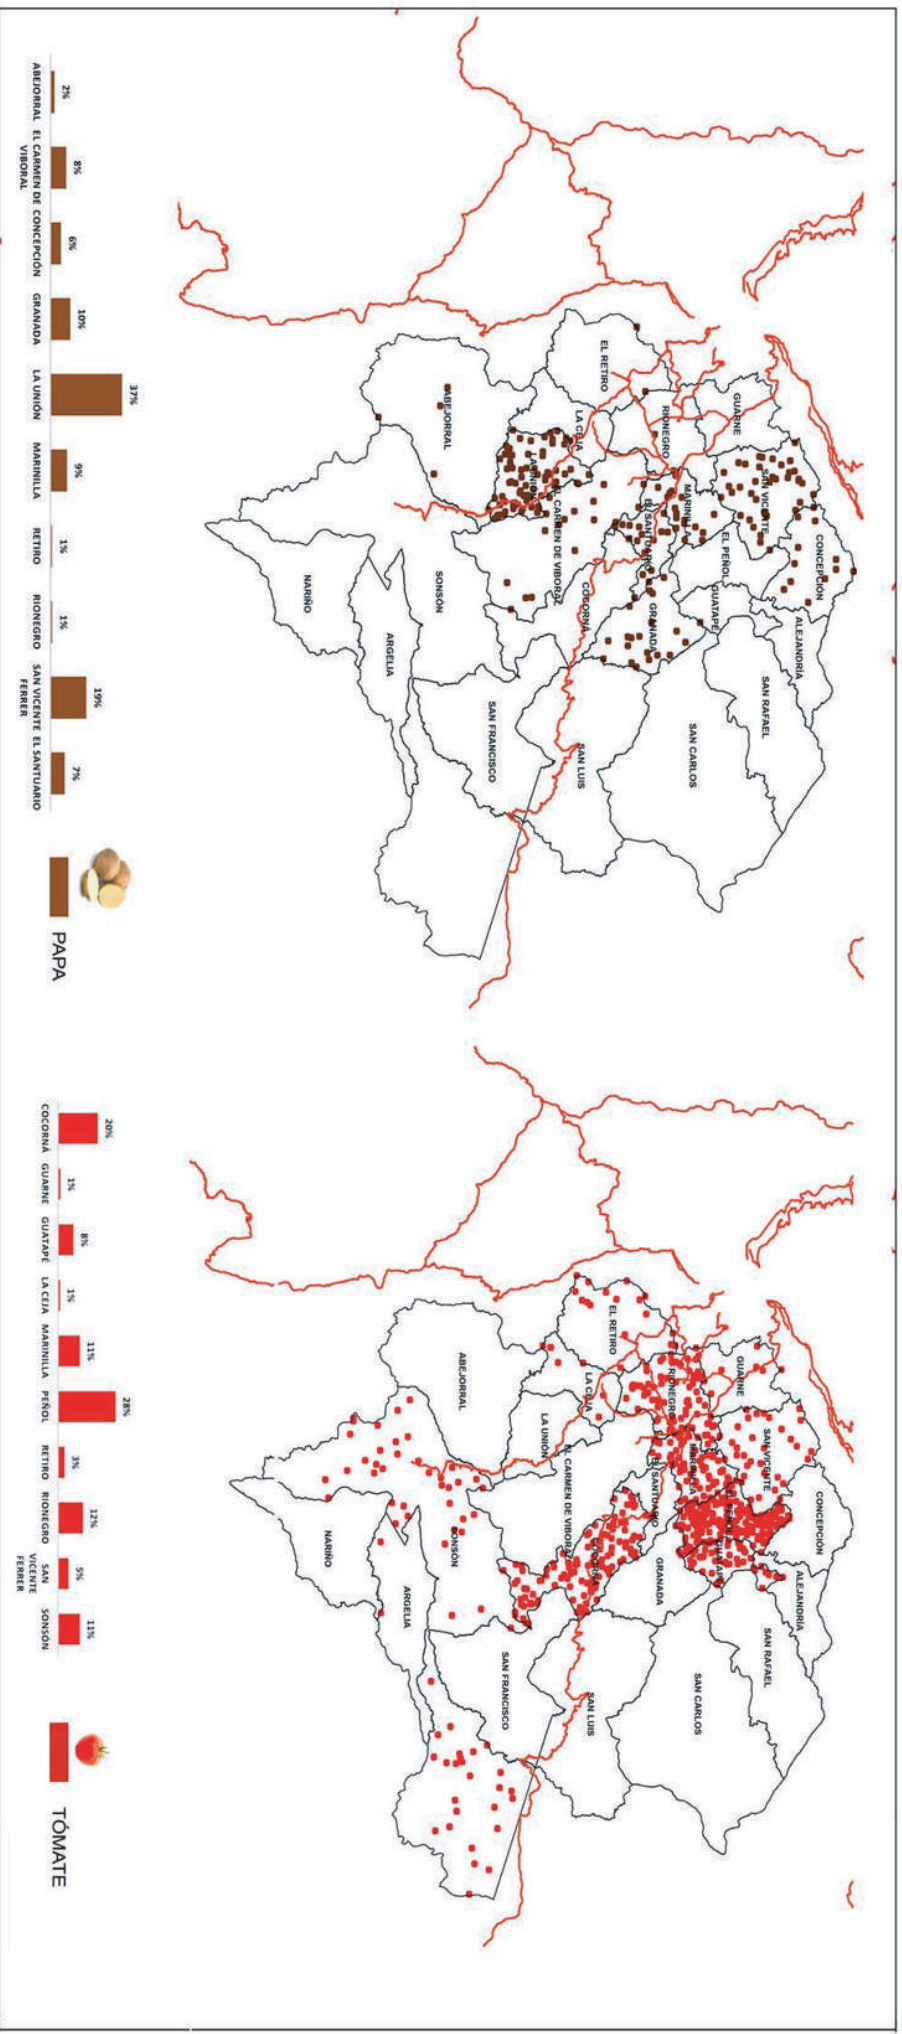 GUARNE
SAN VICENTE
CONCEPCIÓN
ALEJANDRÍA
RIONEGRO
MARINILLA
EL PEÑOL
GUATAPÉ
SAN RAFAEL
EL RETIRO
LA CEJA
EL SANTUARIO
GRANADA
SAN CARLOS
LA UNIÓN
EL CARMEN DE VIBORAL
COCORNÁ
SAN LUIS
ABEJORRAL
SONSÓN
SAN FRANCISCO
ARGELIA
NARIÑO
2%
8%
6%
10%
37%
9%
1%
1%
19%
7%
ABEJORRAL
EL CARMEN DE
VIBORAL
CONCEPCIÓN
GRANADA
LA UNIÓN
MARINILLA
RETIRO
RIONEGRO
SAN VICENTE
FERRER
EL SANTUARIO
PAPA
GUARNE
SAN VICENTE
CONCEPCIÓN
ALEJANDRÍA
RIONEGRO
MARINILLA
EL PEÑOL
GUATAPÉ
SAN RAFAEL
EL RETIRO
LA CEJA
EL SANTUARIO
GRANADA
SAN CARLOS
LA UNIÓN
EL CARMEN DE VIBORAL
COCORNÁ
SAN LUIS
ABEJORRAL
SONSÓN
SAN FRANCISCO
ARGELIA
NARIÑO
20%
1%
8%
1%
11%
28%
3%
12%
5%
11%
COCORNÁ
GUARNE
GUATAPÉ
LA CEJA
MARINILLA
PEÑOL
RETIRO
RIONEGRO
SAN
VICENTE
FERRER
SONSÓN
TÓMATE